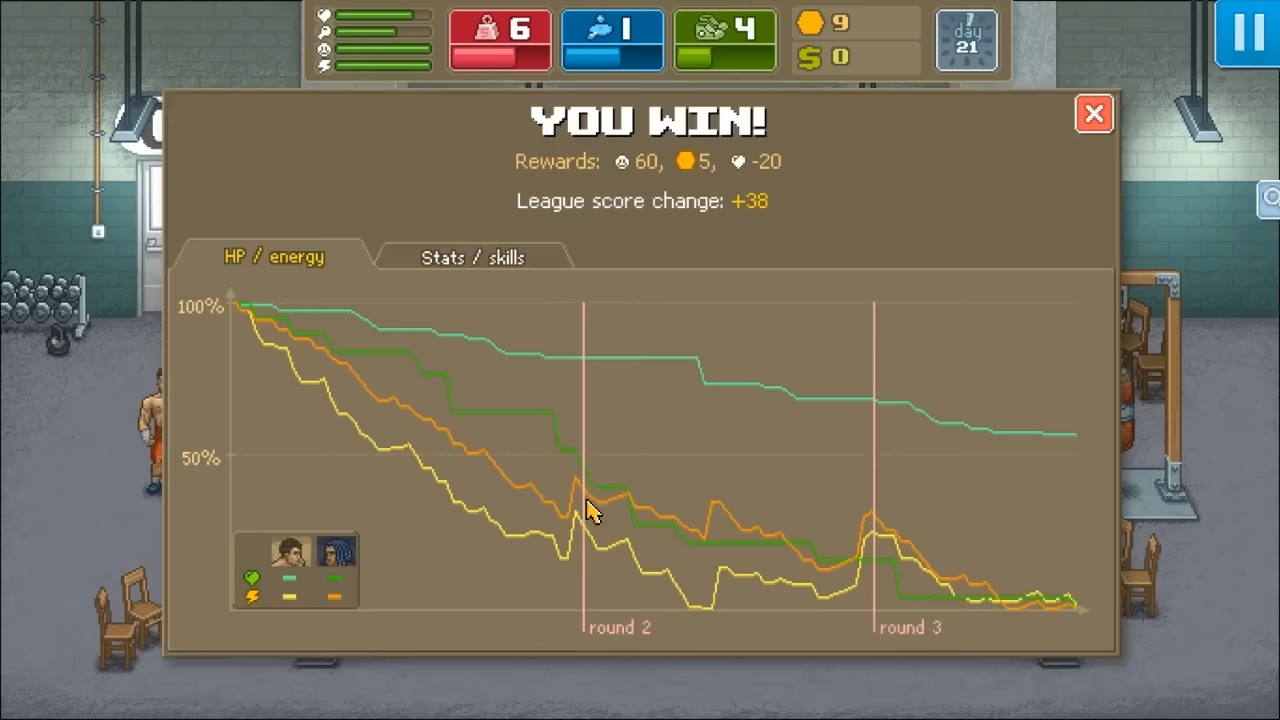 6
1
4
9
0
day
21
YOU WIN!
Rewards: 60, 5, -20
League score change: +38
HP / energy
Stats / skills
100%
50%
round 2
round 3